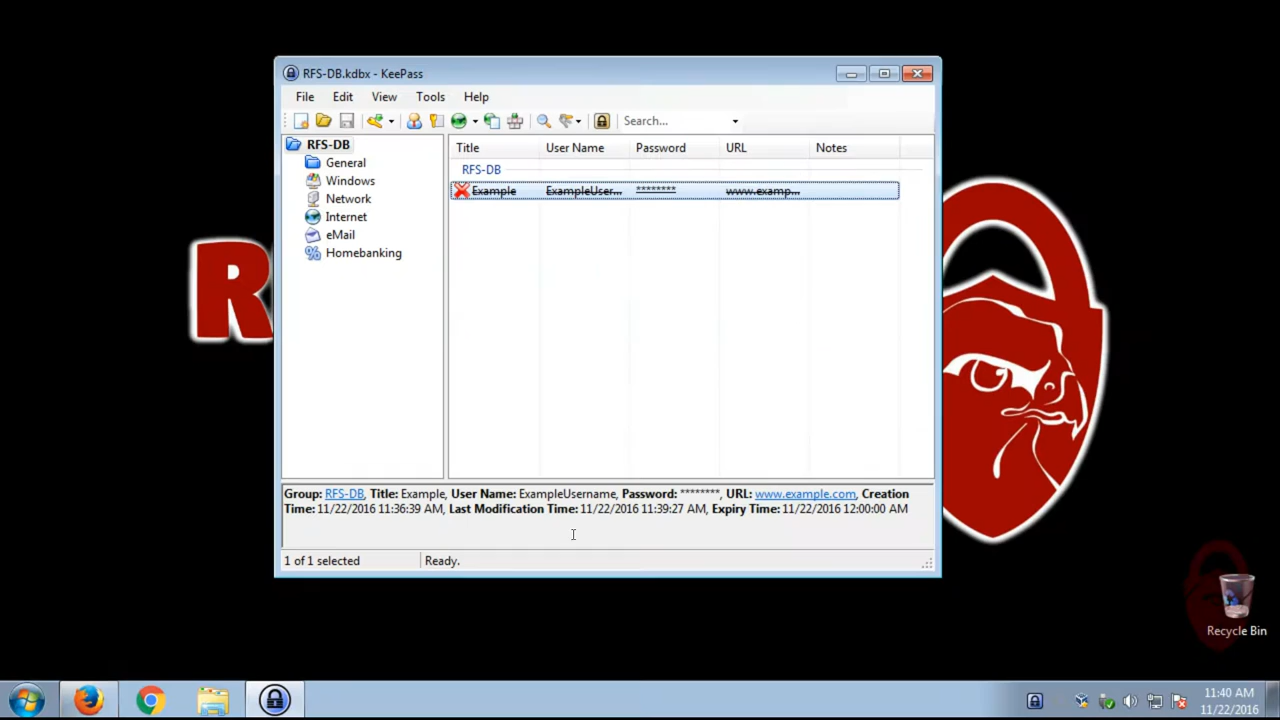 RFS-DB.kdbx - KeePass
File Edit View Tools Help
Search...
RFS-DB
General
Windows
Network
Internet
eMail
Homebanking
Title User Name Password URL Notes
RFS-DB
Example ExampleUser... ******** www.examp...
Group: RFS-DB, Title: Example, User Name: ExampleUsername, Password: ********, URL: www.example.com, Creation
Time: 11/22/2016 11:36:39 AM, Last Modification Time: 11/22/2016 11:39:27 AM, Expiry Time: 11/22/2016 12:00:00 AM
1 of 1 selected Ready.
R
Recycle Bin
11:40 AM
11/22/2016